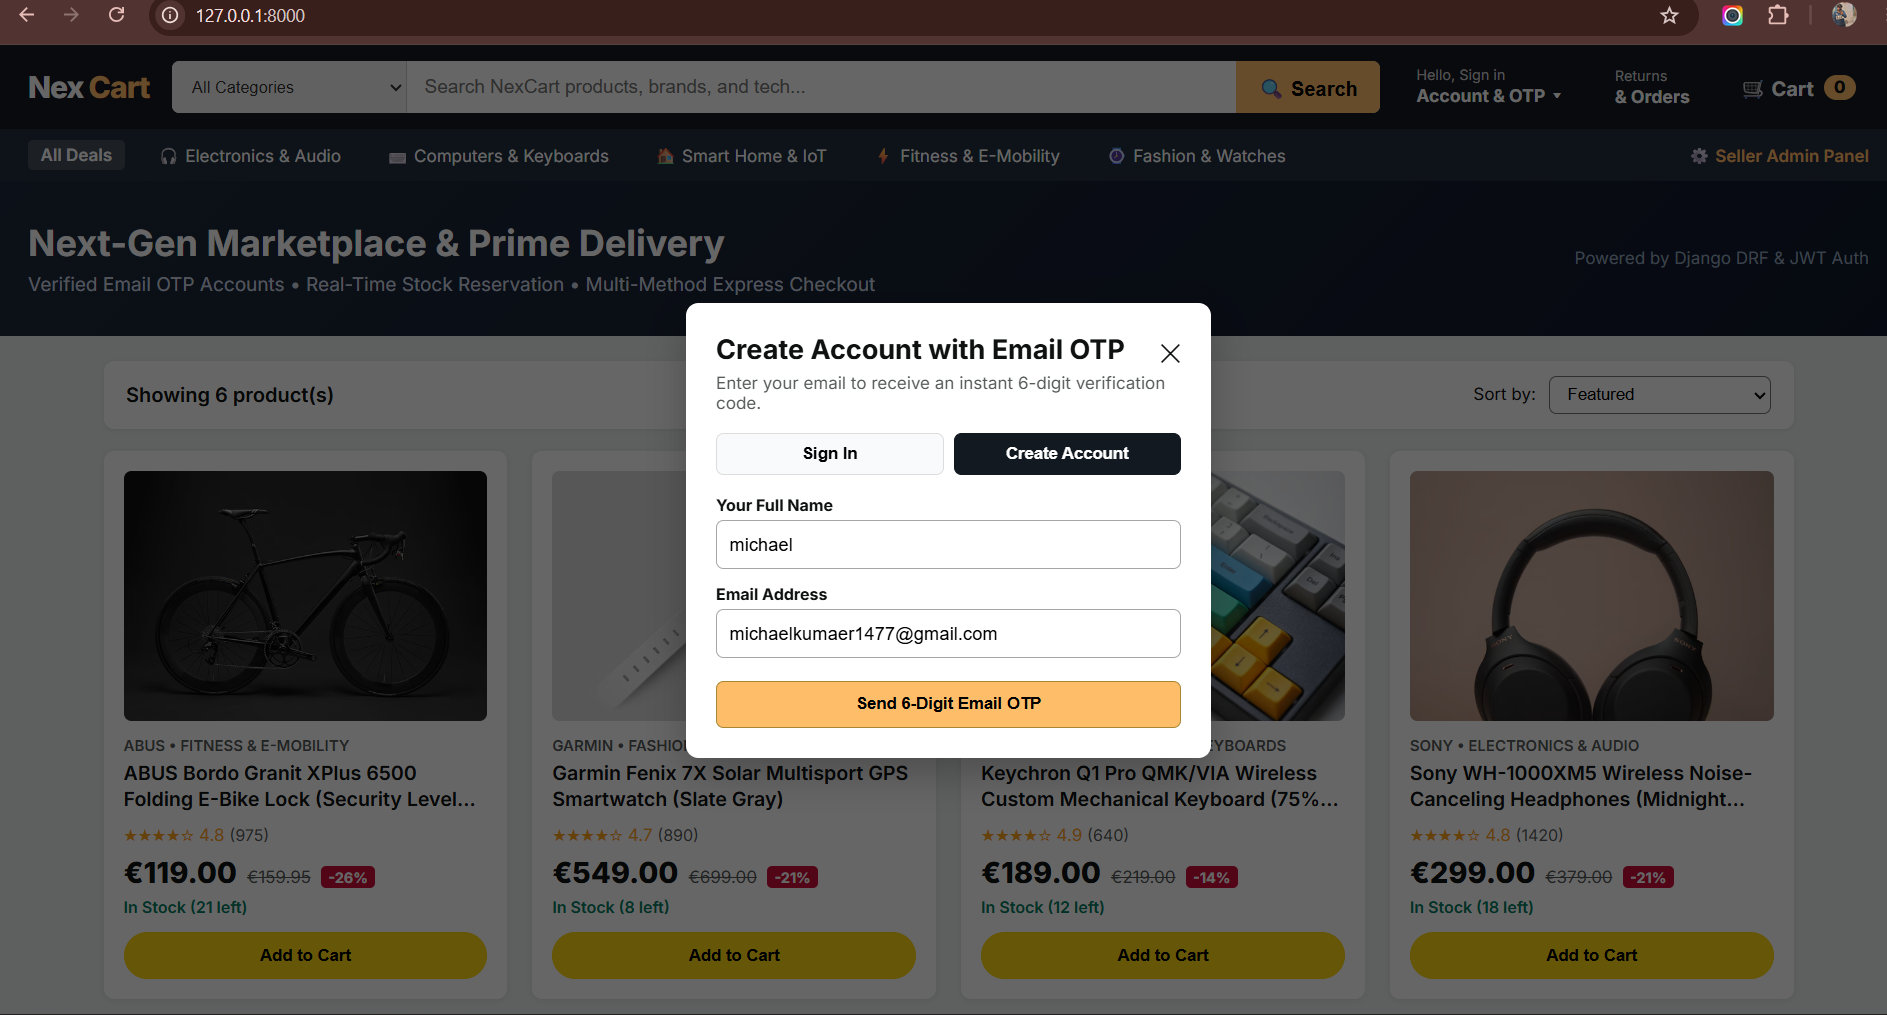 127.0.0.1:8000
NexCart
All Categories
Search NexCart products, brands, and tech...
Search
Hello, Sign in
Account & OTP
Returns
& Orders
Cart 0
All Deals
Electronics & Audio
Computers & Keyboards
Smart Home & IoT
Fitness & E-Mobility
Fashion & Watches
Seller Admin Panel
Next-Gen Marketplace & Prime Delivery
Verified Email OTP Accounts • Real-Time Stock Reservation • Multi-Method Express Checkout
Powered by Django DRF & JWT Auth
Showing 6 product(s)
Sort by: Featured
Create Account with Email OTP
Enter your email to receive an instant 6-digit verification
code.
Sign In
Create Account
Your Full Name
michael
Email Address
michaelkumaer1477@gmail.com
Send 6-Digit Email OTP
ABUS • FITNESS & E-MOBILITY
ABUS Bordo Granit XPlus 6500
Folding E-Bike Lock (Security Level...
★★★★☆ 4.8 (975)
€119.00 €159.95 -26%
In Stock (21 left)
Add to Cart
GARMIN • FASHIO
Garmin Fenix 7X Solar Multisport GPS
Smartwatch (Slate Gray)
★★★★☆ 4.7 (890)
€549.00 €699.00 -21%
In Stock (8 left)
Add to Cart
Enter
Del
YBOARDS
Keychron Q1 Pro QMK/VIA Wireless
Custom Mechanical Keyboard (75%...
★★★★☆ 4.9 (640)
€189.00 €219.00 -14%
In Stock (12 left)
Add to Cart
SONY
SONY
SONY • ELECTRONICS & AUDIO
Sony WH-1000XM5 Wireless Noise-
Canceling Headphones (Midnight...
★★★★☆ 4.8 (1420)
€299.00 €379.00 -21%
In Stock (18 left)
Add to Cart